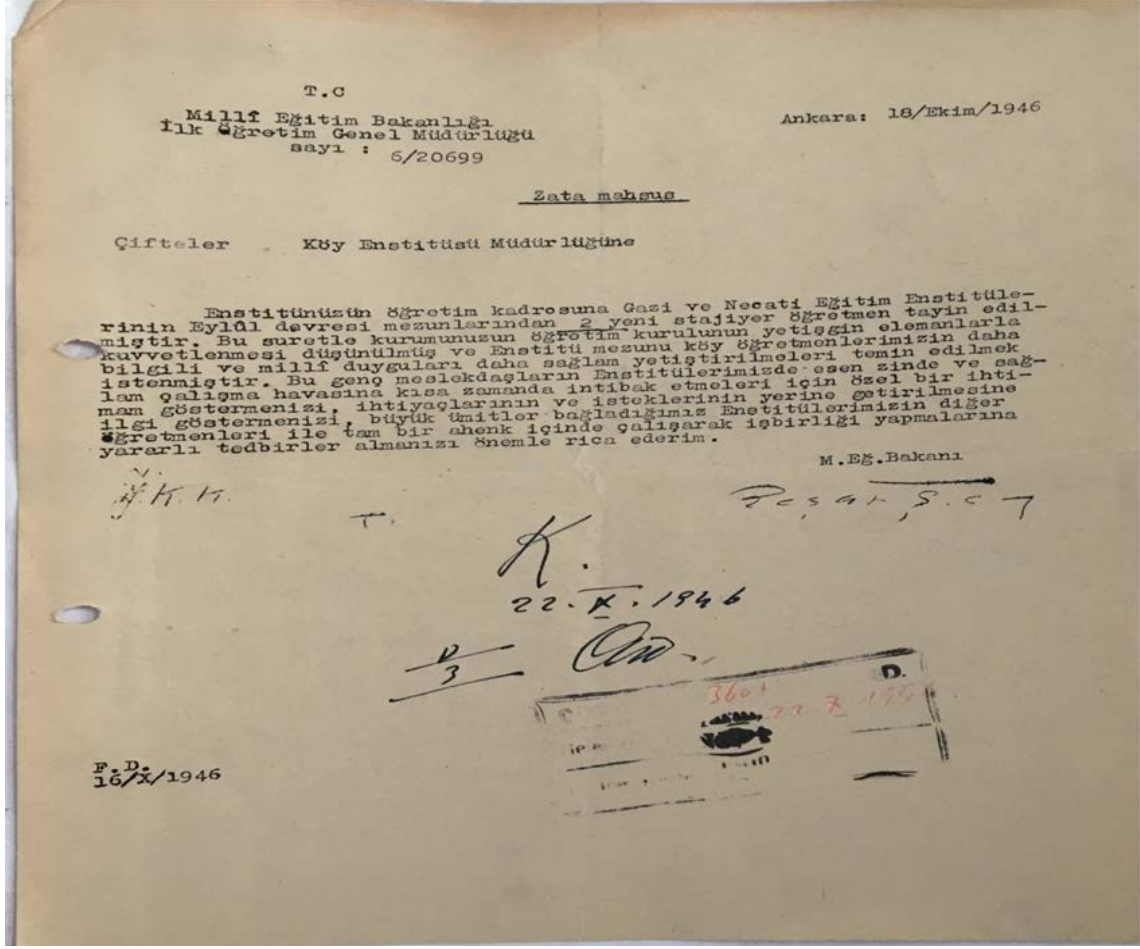 T.C
Millî Eğitim Bakanlığı
İlk Öğretim Genel Müdürlüğü
sayı : 6/20699
Ankara: 18/Ekim/1946
Zata mahsus
Çifteler Köy Enstitüsü Müdürlüğüne
Enstitünüzün öğretim kadrosuna Gazi ve Necati Eğitim Enstitüle-
rinin Eylûl devresi mezunlarından 2 yeni stajiyer öğretmen tayin edil-
miştir. Bu suretle kurumunuzun öğretim kurulunun yetişgin elemanlarla
kuvvetlenmesi düşünülmüş ve Enstitü mezunu köy öğretmenlerimizin daha
bilgili ve millî duyguları daha sağlam yetiştirilmeleri temin edilmek
istenmiştir. Bu genç meslekdaşların Enstitülerimizde esen zinde ve sağ-
lam çalışma havasına kısa zamanda intibak etmeleri için özel bir ihti-
mam göstermenizi, ihtiyaçlarının ve isteklerinin yerine getirilmesine
ilgi göstermenizi, büyük ümitler bağladığımız Enstitülerimizin diğer
öğretmenleri ile tam bir ahenk içinde çalışarak işbirliği yapmalarına
yararlı tedbirler almanızı önemle rica ederim.
M.Eğ.Bakanı
K.K.
T.
K.
22.X.1946
D
3
D.
3601
22 X
F.D.
16/X/1946